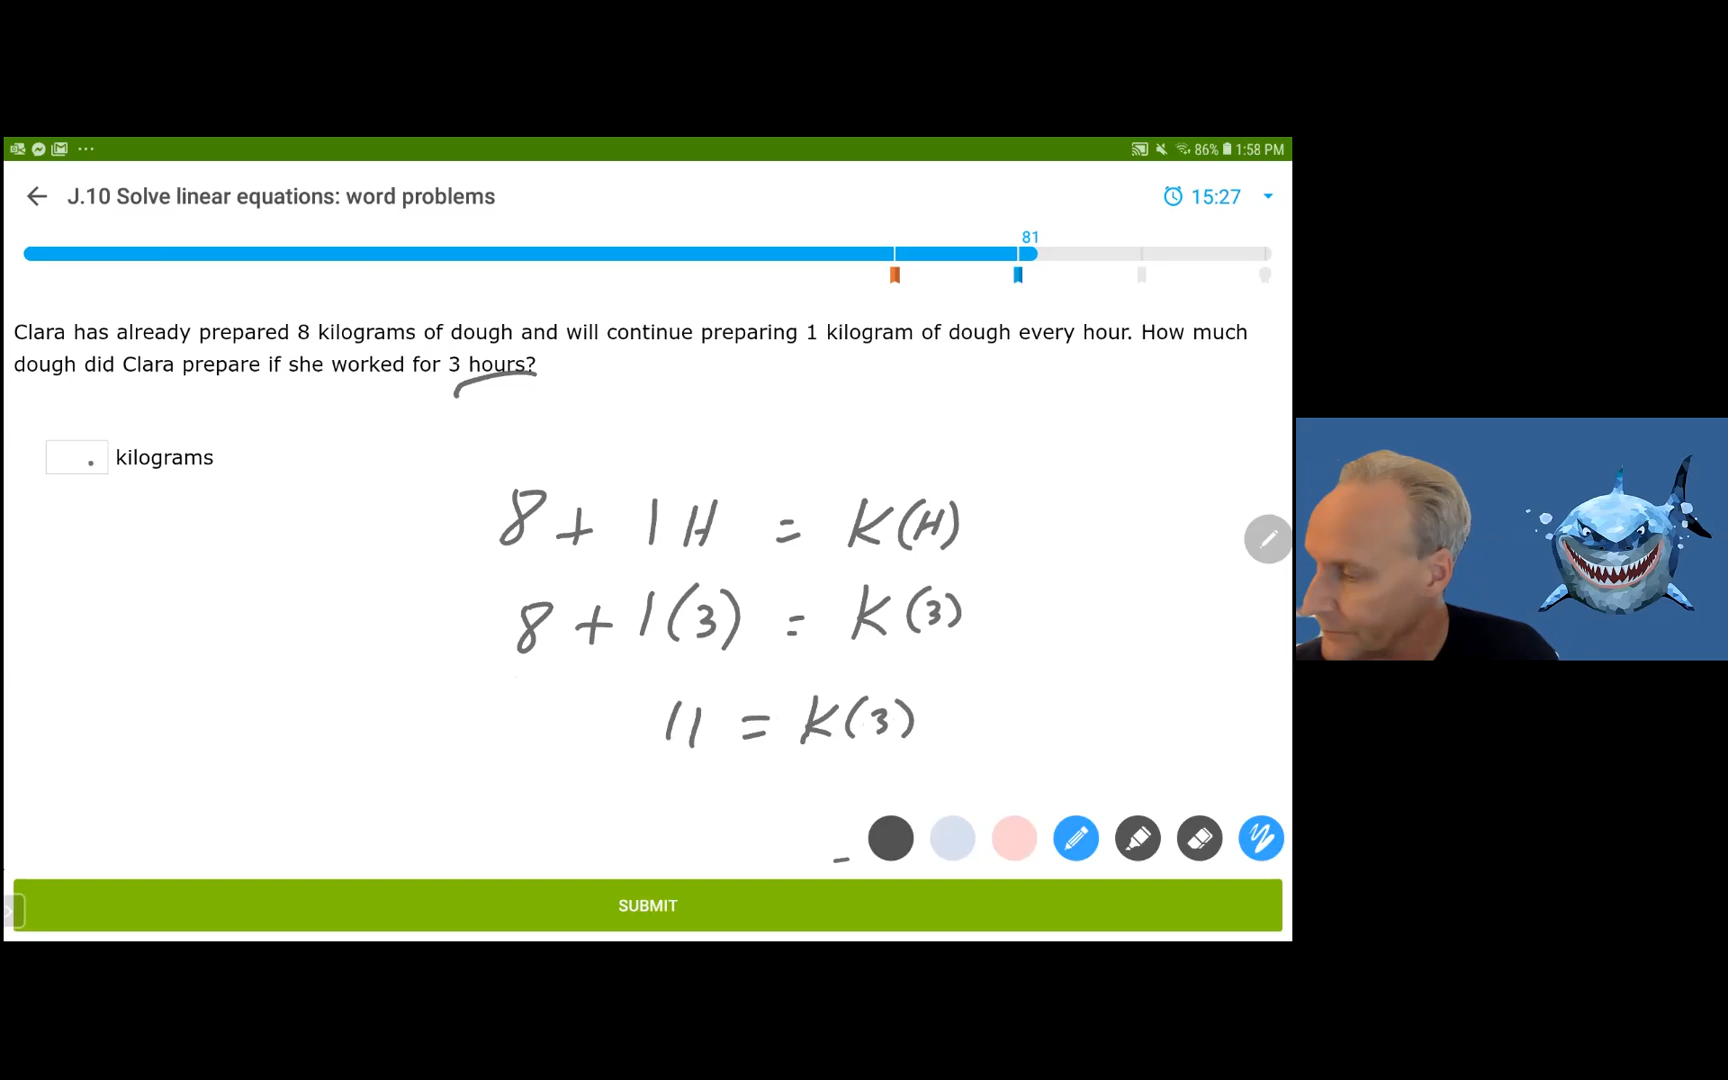 86% 1:58 PM
J.10 Solve linear equations: word problems
15:27
81
Clara has already prepared 8 kilograms of dough and will continue preparing 1 kilogram of dough every hour. How much
dough did Clara prepare if she worked for 3 hours?
kilograms
8 + 1H = K(H)
8 + 1(3) = K(3)
11 = K(3)
SUBMIT